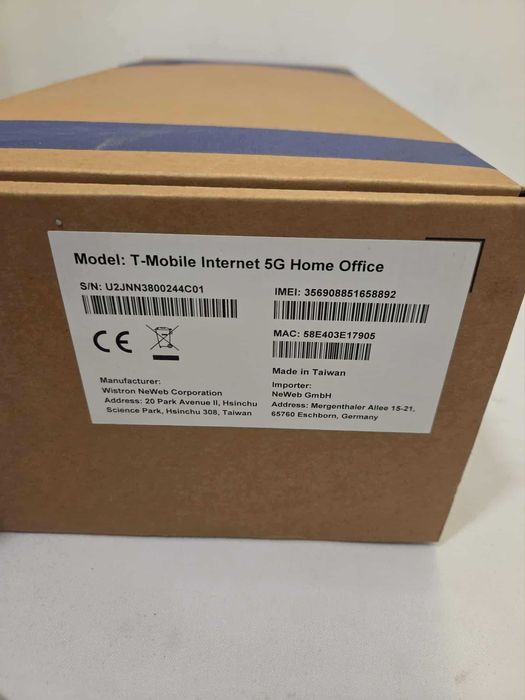 Model: T-Mobile Internet 5G Home Office
S/N: U2JNN3800244C01
IMEI: 356908851658892
MAC: 58E403E17905
CE
Made in Taiwan
Manufacturer:
Wistron NeWeb Corporation
Address: 20 Park Avenue II, Hsinchu
Science Park, Hsinchu 308, Taiwan
Importer:
NeWeb GmbH
Address: Mergenthaler Allee 15-21,
65760 Eschborn, Germany